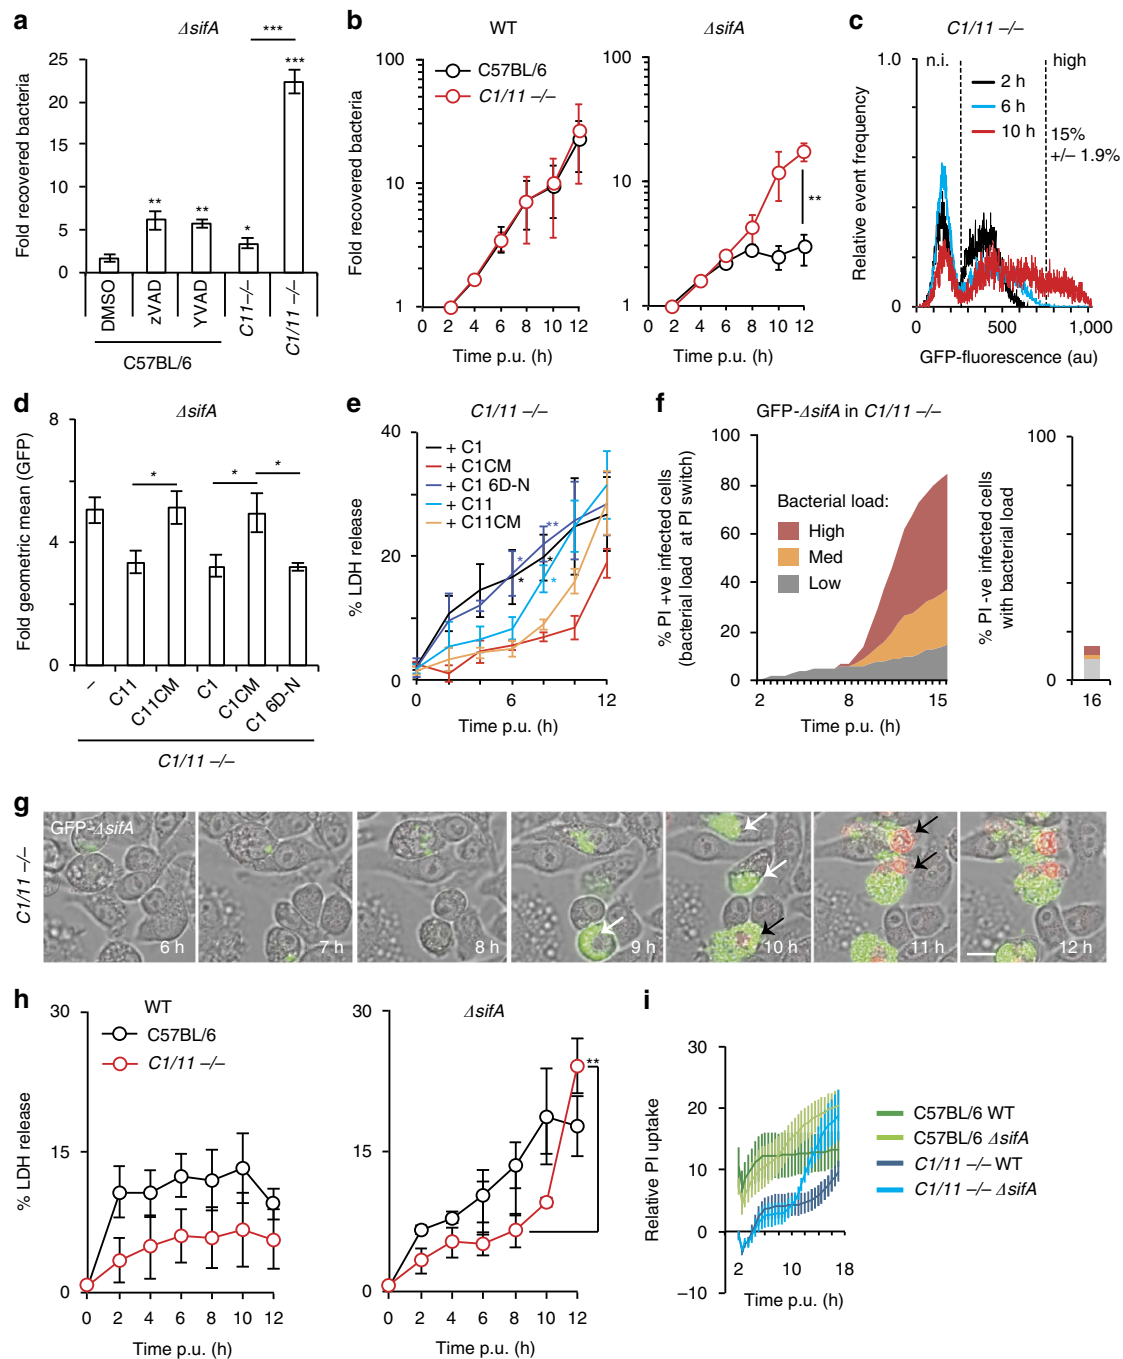 a
ΔsifA
***
***
Fold recovered bacteria
25
20
15
10
5
0
**
**
*
DMSO
zVAD
YVAD
C11–/–
C1/11 –/–
C57BL/6
b
WT
Fold recovered bacteria
100
10
1
C57BL/6
C1/11 –/–
0 2 4 6 8 10 12
Time p.u. (h)
ΔsifA
100
10
1
**
0 2 4 6 8 10 12
Time p.u. (h)
c
C1/11 –/–
n.i.
high
Relative event frequency
1.0
0
2 h
6 h
10 h
15%
+/– 1.9%
0 500 1,000
GFP-fluorescence (au)
d
ΔsifA
Fold geometric mean (GFP)
8
4
0
*
*
*
–
C11
C11CM
C1
C1CM
C1 6D-N
C1/11 –/–
e
C1/11 –/–
% LDH release
40
20
0
+ C1
+ C1CM
+ C1 6D-N
+ C11
+ C11CM
**
*
*
*
*
0 6 12
Time p.u. (h)
f
GFP-ΔsifA in C1/11 –/–
% PI +ve infected cells
(bacterial load at PI switch)
100
80
60
40
20
0
Bacterial load:
High
Med
Low
2 8 15
Time p.u. (h)
% PI -ve infected cells
with bacterial load
100
0
16
g
C1/11 –/–
GFP-ΔsifA
6 h
7 h
8 h
9 h
10 h
11 h
12 h
h
WT
% LDH release
30
15
0
C57BL/6
C1/11 –/–
0 2 4 6 8 10 12
Time p.u. (h)
ΔsifA
30
15
0
**
0 2 4 6 8 10 12
Time p.u. (h)
i
Relative PI uptake
30
20
10
0
–10
2 10 18
Time p.u. (h)
C57BL/6 WT
C57BL/6 ΔsifA
C1/11 –/– WT
C1/11 –/– ΔsifA